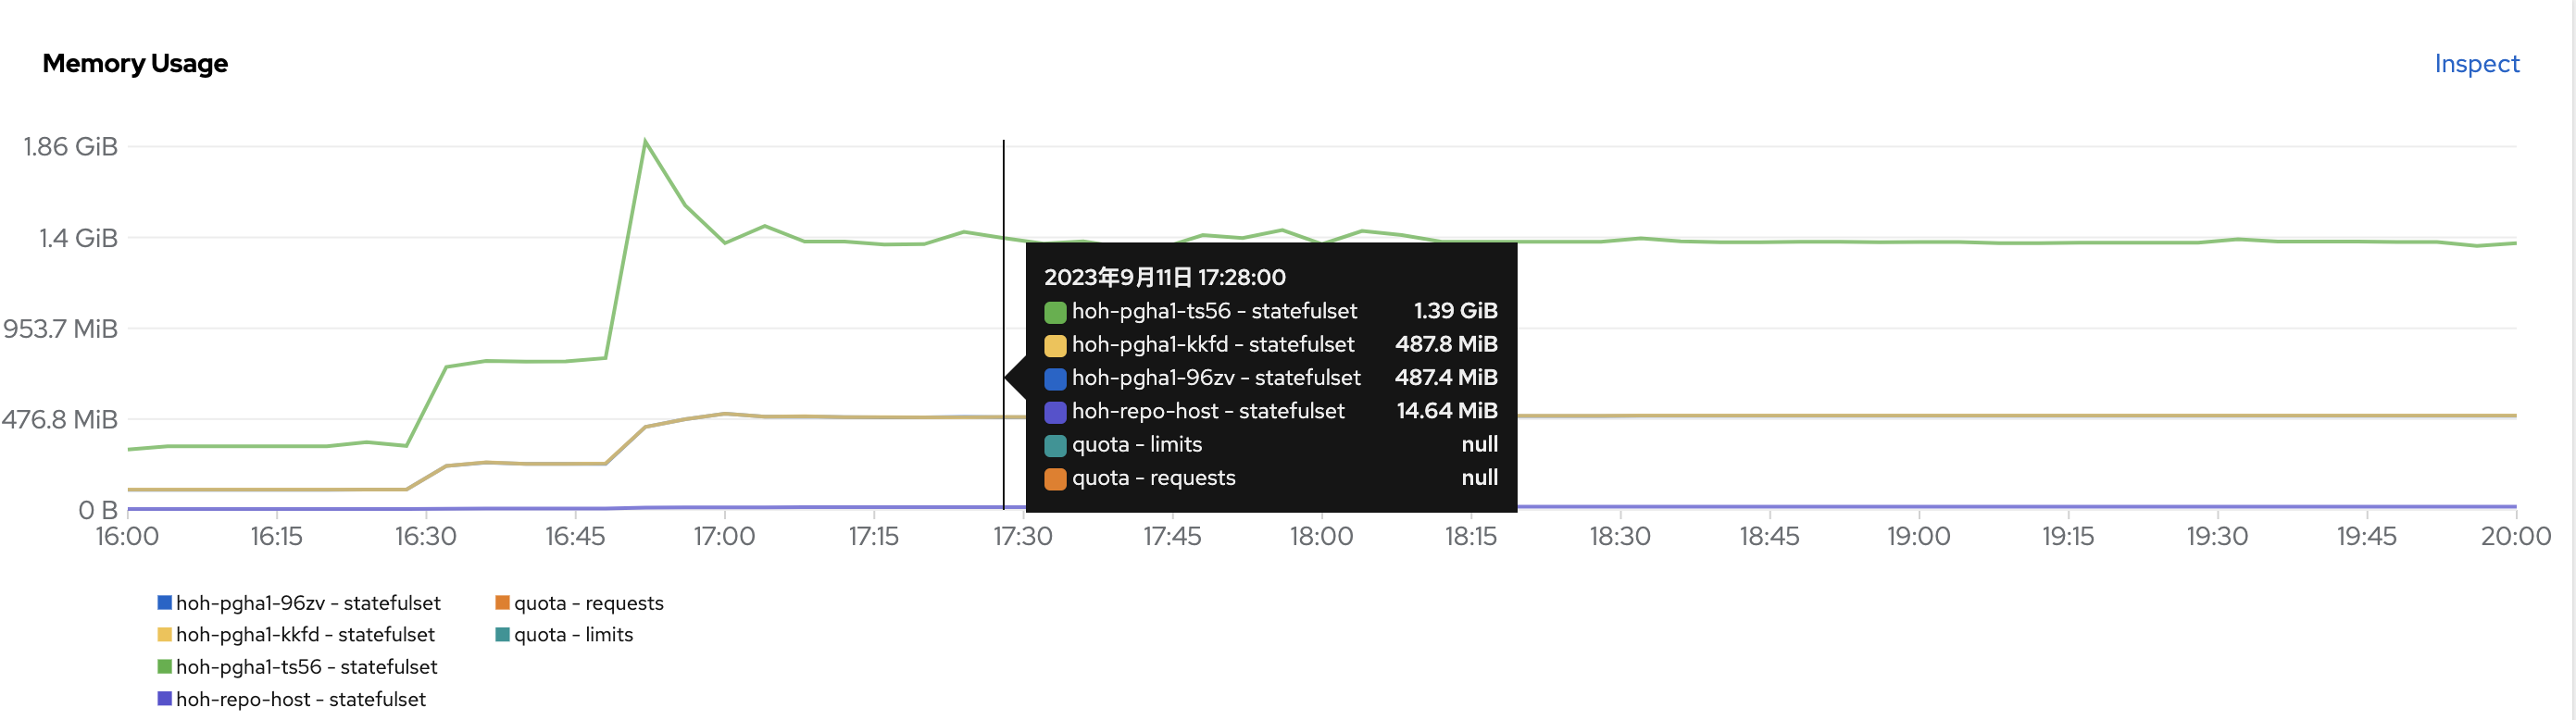 Memory Usage
Inspect
1.86 GiB
1.4 GiB
953.7 MiB
476.8 MiB
0 B
2023年9月11日 17:28:00
hoh-pgha1-ts56 - statefulset 1.39 GiB
hoh-pgha1-kkfd - statefulset 487.8 MiB
hoh-pgha1-96zv - statefulset 487.4 MiB
hoh-repo-host - statefulset 14.64 MiB
quota - limits null
quota - requests null
16:00 16:15 16:30 16:45 17:00 17:15 17:30 17:45 18:00 18:15 18:30 18:45 19:00 19:15 19:30 19:45 20:00
hoh-pgha1-96zv - statefulset
hoh-pgha1-kkfd - statefulset
hoh-pgha1-ts56 - statefulset
hoh-repo-host - statefulset
quota - requests
quota - limits